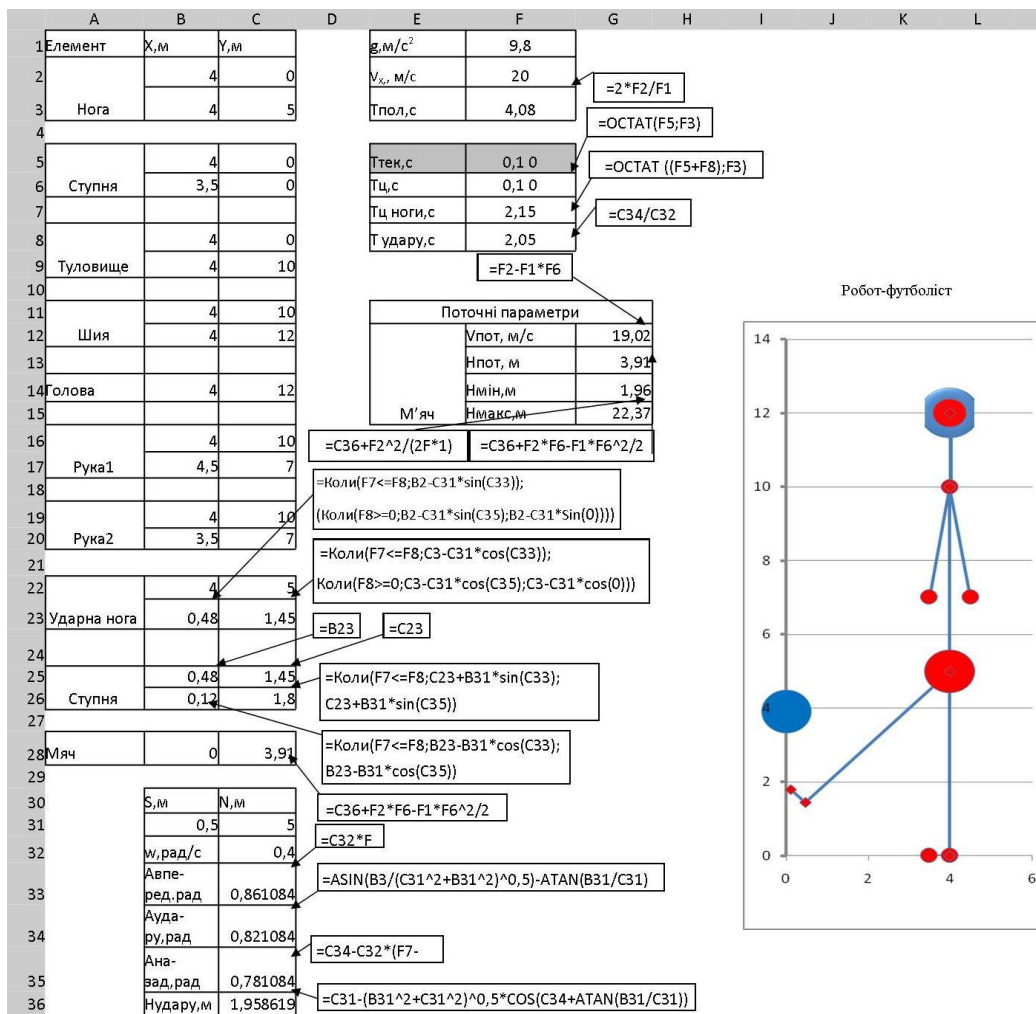 A B C D E F G H I J K L
1 Елемент X,м Y,м g,м/с² 9,8
2 4 0 Vx,, м/с 20
=2*F2/F1
3 Нога 4 5 Тпол,с 4,08
4 =ОСТАТ(F5;F3)
5 4 0 Ттек,с 0,1 0
=ОСТАТ ((F5+F8);F3)
6 Ступня 3,5 0 Тц,с 0,1 0
7 Тц ноги,с 2,15
=C34/C32
8 4 0 Т удару,с 2,05
9 Туловище 4 10
=F2-F1*F6
10
Робот-футболіст
11 4 10 Поточні параметри
12 Шия 4 12 Vпот, м/с 19,02
13 Нпот, м 3,91
14 Голова 4 12 Нмін,м 1,96
15 М'яч Нмакс,м 22,37
16 4 10 =C36+F2^2/(2F*1) =C36+F2*F6-F1*F6^2/2
17 Рука1 4,5 7
=Коли(F7<=F8;B2-C31*sin(C33));
18
(Коли(F8>=0;B2-C31*sin(C35);B2-C31*Sin(0))))
19 4 10
20 Рука2 3,5 7
=Коли(F7<=F8;C3-C31*cos(C33));
21
Коли(F8>=0;C3-C31*cos(C35);C3-C31*cos(0)))
22 4 5
23 Ударна нога 0,48 1,45
=B23 =C23
24
25 0,48 1,45
=Коли(F7<=F8;C23+B31*sin(C33);
26 Ступня 0,12 1,8
C23+B31*sin(C35))
27
=Коли(F7<=F8;B23-B31*cos(C33);
28 Мяч 0 3,91
B23-B31*cos(C35))
29
30 S,м N,м =C36+F2*F6-F1*F6^2/2
31 0,5 5
=C32*F
32 w,рад/с 0,4
Авпе-
33 ред.рад 0,861084 =ASIN(B3/(C31^2+B31^2)^0,5)-ATAN(B31/C31)
Ауда-
34 ру,рад 0,821084
=C34-C32*(F7-
Ана-
35 зад,рад 0,781084
36 Нудару,м 1,958619 =C31-(B31^2+C31^2)^0,5*COS(C34+ATAN(B31/C31))
14
12
10
8
6
4
2
0
0 2 4 6